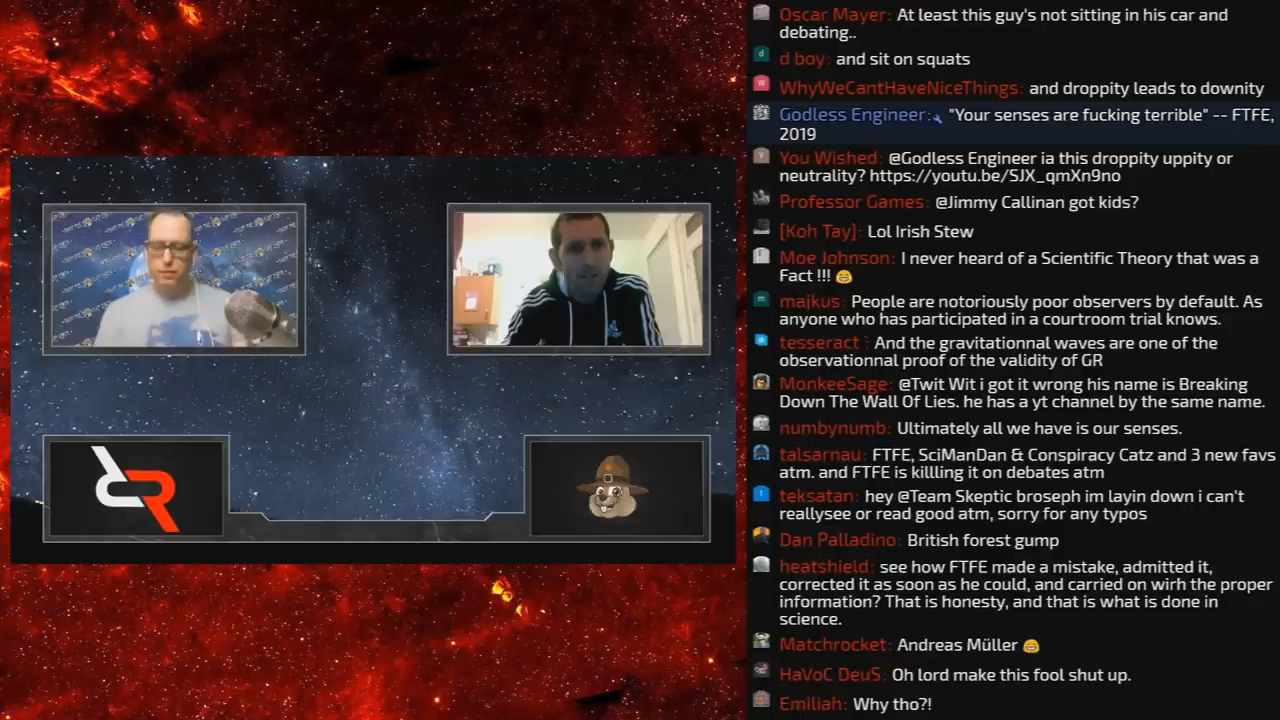 Oscar Mayer: At least this guy's not sitting in his car and
debating..
d boy: and sit on squats
WhyWeCantHaveNiceThings: and droppity leads to downity
Godless Engineer: "Your senses are fucking terrible" -- FTFE,
2019
You Wished: @Godless Engineer ia this droppity uppity or
neutrality? https://youtu.be/SJX_qmXn9no
Professor Games: @Jimmy Callinan got kids?
[Koh Tay]: Lol Irish Stew
Moe Johnson: I never heard of a Scientific Theory that was a
Fact !!! 😂
majkus: People are notoriously poor observers by default. As
anyone who has participated in a courtroom trial knows.
tesseract : And the gravitationnal waves are one of the
observationnal proof of the validity of GR
MonkeeSage: @Twit Wit i got it wrong his name is Breaking
Down The Wall Of Lies. he has a yt channel by the same name.
numbynumb: Ultimately all we have is our senses.
talsarnau: FTFE, SciManDan & Conspiracy Catz and 3 new favs
atm. and FTFE is killling it on debates atm
teksatan: hey @Team Skeptic broseph im layin down i can't
reallysee or read good atm, sorry for any typos
Dan Palladino: British forest gump
heatshield: see how FTFE made a mistake, admitted it,
corrected it as soon as he could, and carried on wirh the proper
information? That is honesty, and that is what is done in
science.
Matchrocket: Andreas Müller 😂
HaVoC DeuS: Oh lord make this fool shut up.
Emiliah: Why tho?!